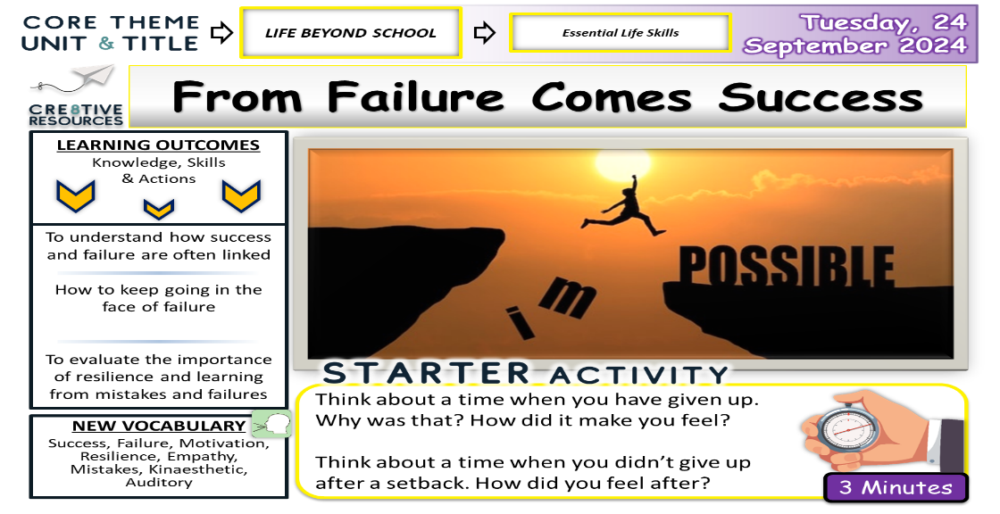 CORE THEME
UNIT & TITLE
LIFE BEYOND SCHOOL
Essential Life Skills
Tuesday, 24
September 2024
CRE8TIVE
RESOURCES
From Failure Comes Success
LEARNING OUTCOMES
Knowledge, Skills
& Actions
To understand how success
and failure are often linked
How to keep going in the
face of failure
To evaluate the importance
of resilience and learning
from mistakes and failures
NEW VOCABULARY
Success, Failure, Motivation,
Resilience, Empathy,
Mistakes, Kinaesthetic,
Auditory
im
POSSIBLE
STARTER ACTIVITY
Think about a time when you have given up.
Why was that? How did it make you feel?
Think about a time when you didn’t give up
after a setback. How did you feel after?
3 Minutes